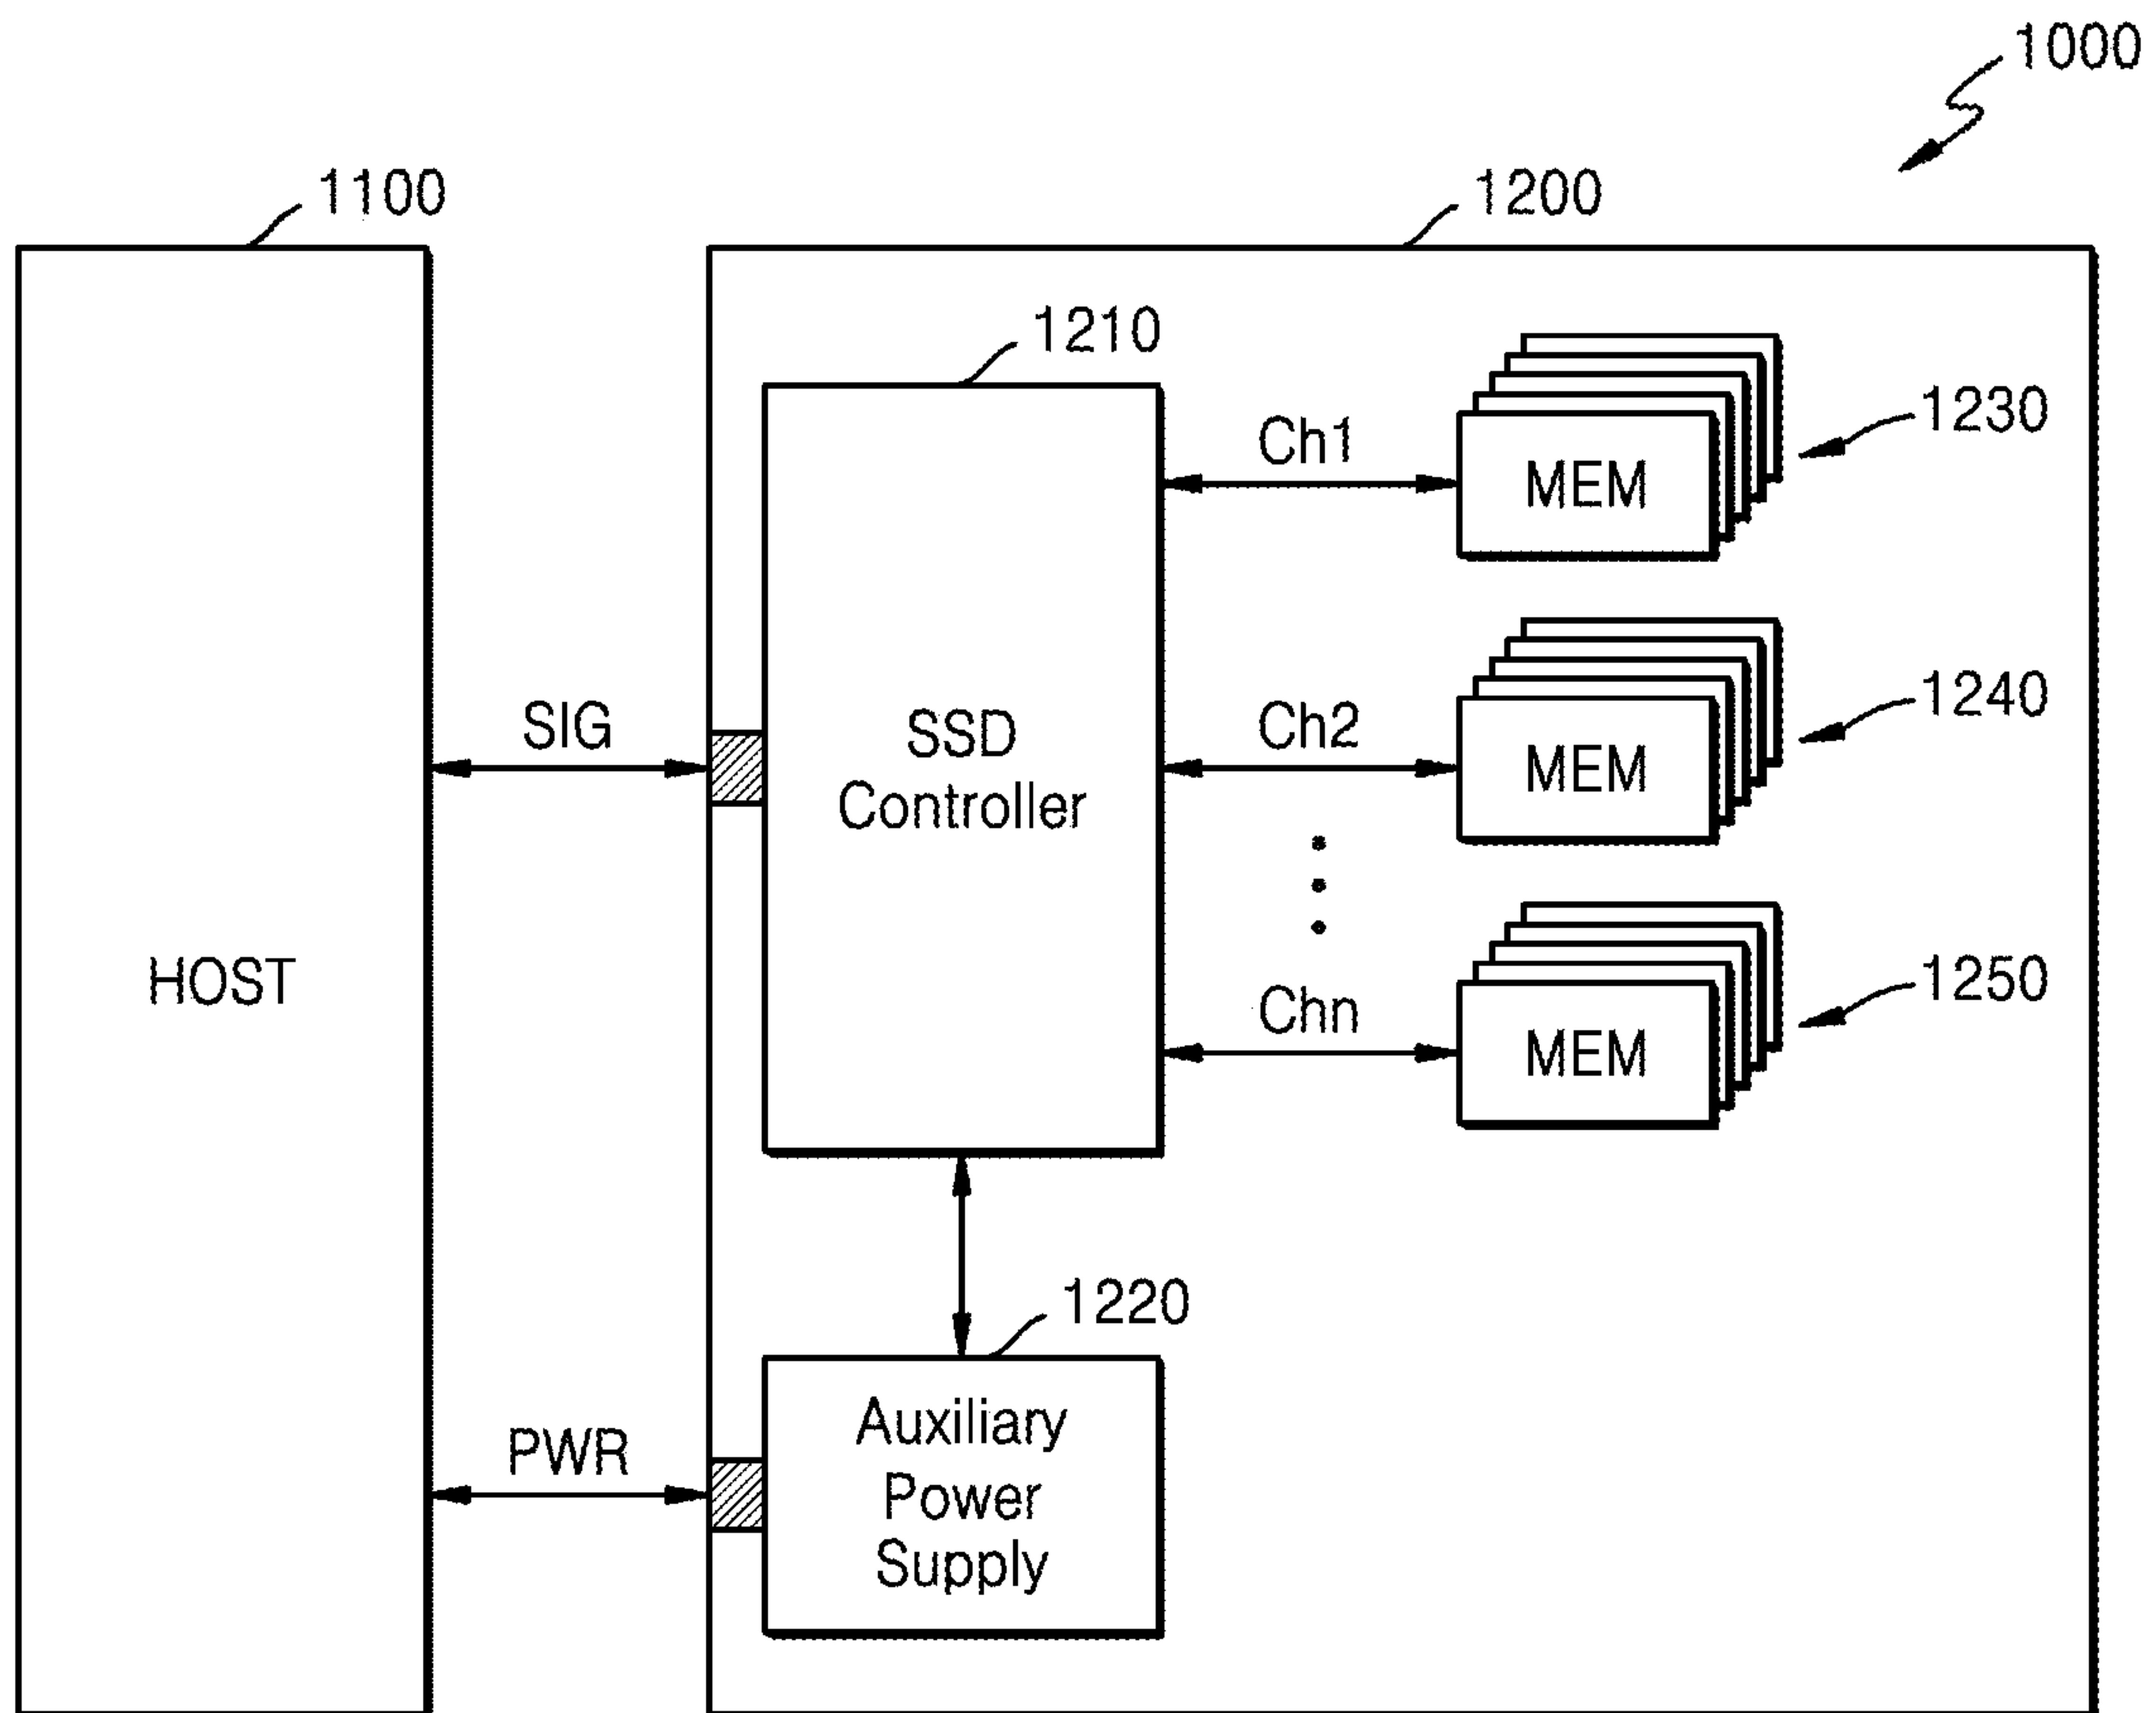 1000
1100
1200
1210
Ch1
MEM
1230
SIG
SSD
Controller
Ch2
MEM
1240
HOST
Chn
MEM
1250
1220
PWR
Auxiliary
Power
Supply